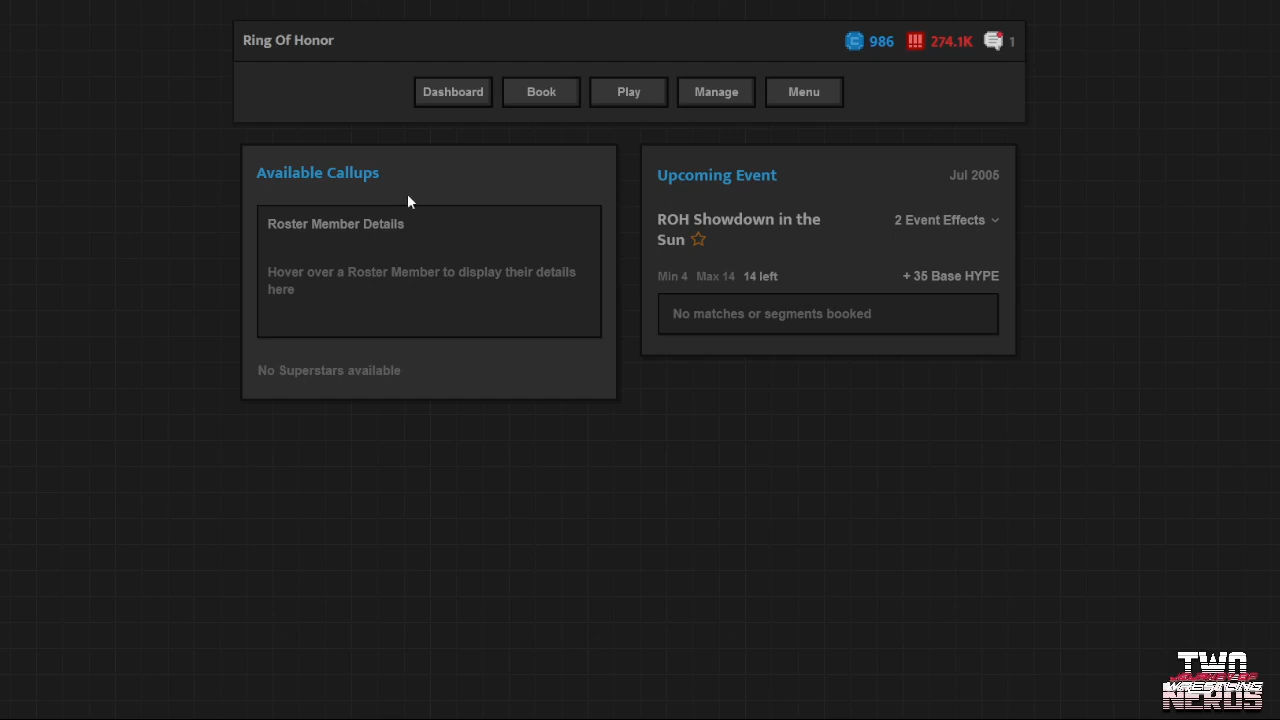 Ring Of Honor
986
274.1K
1
Dashboard
Book
Play
Manage
Menu
Available Callups
Roster Member Details
Hover over a Roster Member to display their details
here
No Superstars available
Upcoming Event
Jul 2005
ROH Showdown in the
Sun
2 Event Effects
Min 4 Max 14 14 left
+ 35 Base HYPE
No matches or segments booked
TWO
WRESTLING
NERDS